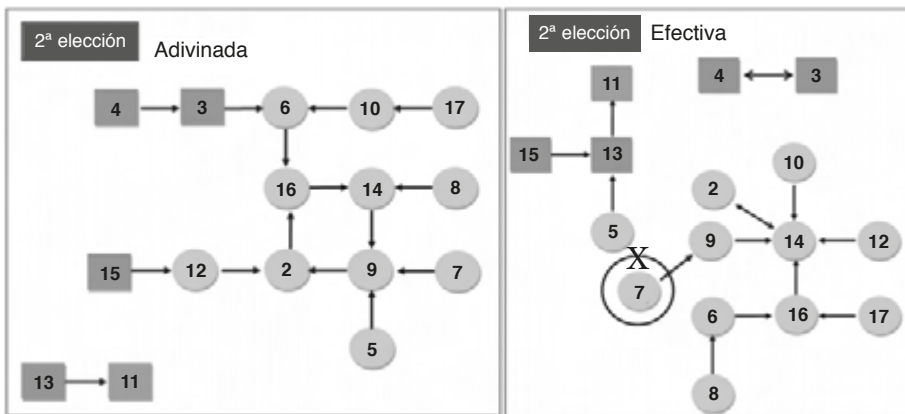 2ª elección Adivinada
4 3 6 10 17
16 14 8
15 12 2 9 7
5
13 11
2ª elección Efectiva
11 4 3
15 13 10
2
5 9 14 12
X
7
6 16 17
8